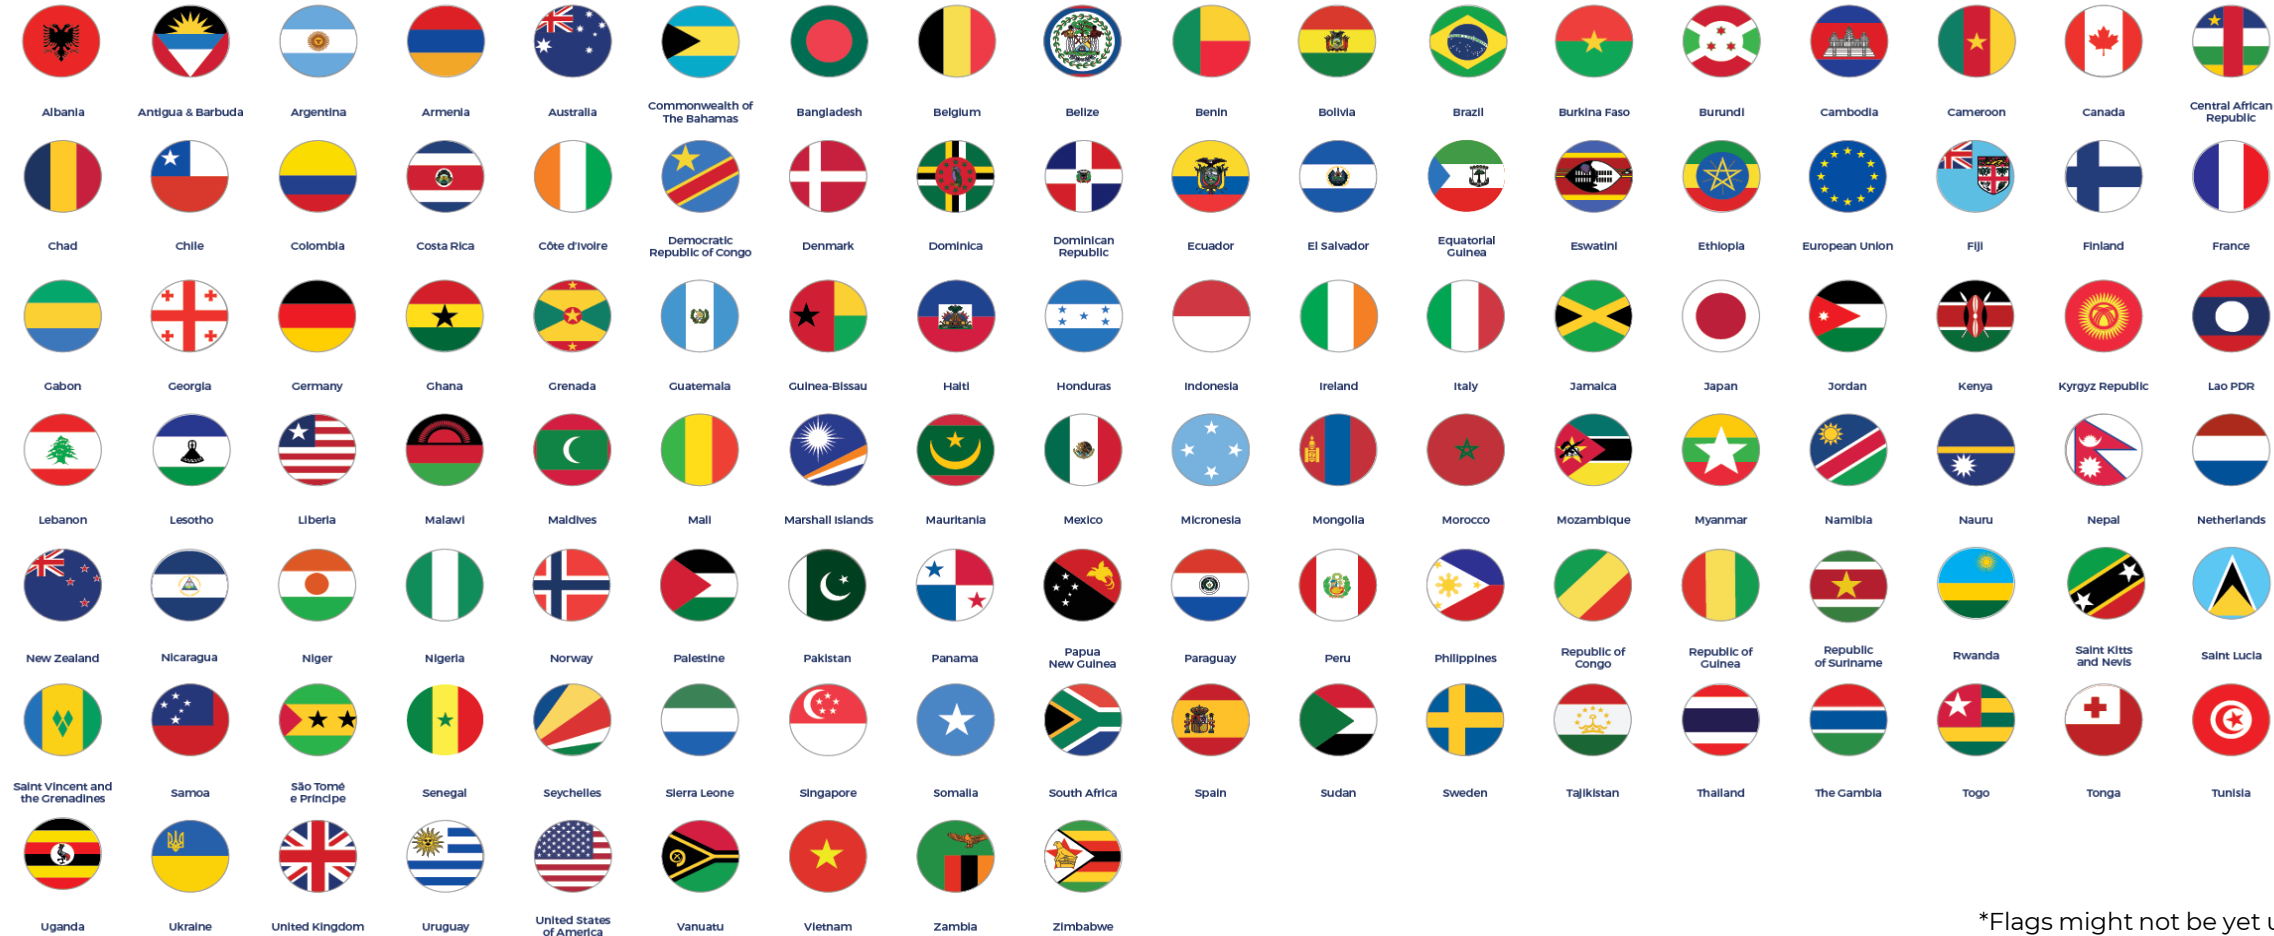 Albania
Antigua & Barbuda
Argentina
Armenia
Australia
Commonwealth of
The Bahamas
Bangladesh
Belgium
Belize
Benin
Bolivia
Brazil
Burkina Faso
Burundi
Cambodia
Cameroon
Canada
Central African
Republic
Chad
Chile
Colombia
Costa Rica
Côte d'Ivoire
Democratic
Republic of Congo
Denmark
Dominica
Dominican
Republic
Ecuador
El Salvador
Equatorial
Guinea
Eswatini
Ethiopia
European Union
Fiji
Finland
France
Gabon
Georgia
Germany
Ghana
Grenada
Guatemala
Guinea-Bissau
Haiti
Honduras
Indonesia
Ireland
Italy
Jamaica
Japan
Jordan
Kenya
Kyrgyz Republic
Lao PDR
Lebanon
Lesotho
Liberia
Malawi
Maldives
Mali
Marshall Islands
Mauritania
Mexico
Micronesia
Mongolia
Morocco
Mozambique
Myanmar
Namibia
Nauru
Nepal
Netherlands
New Zealand
Nicaragua
Niger
Nigeria
Norway
Palestine
Pakistan
Panama
Papua
New Guinea
Paraguay
Peru
Philippines
Republic of
Congo
Republic of
Guinea
Republic
of Suriname
Rwanda
Saint Kitts
and Nevis
Saint Lucia
Saint Vincent and
the Grenadines
Samoa
São Tomé
e Príncipe
Senegal
Seychelles
Sierra Leone
Singapore
Somalia
South Africa
Spain
Sudan
Sweden
Tajikistan
Thailand
The Gambia
Togo
Tonga
Tunisia
Uganda
Ukraine
United Kingdom
Uruguay
United States
of America
Vanuatu
Vietnam
Zambia
Zimbabwe
*Flags might not be yet u